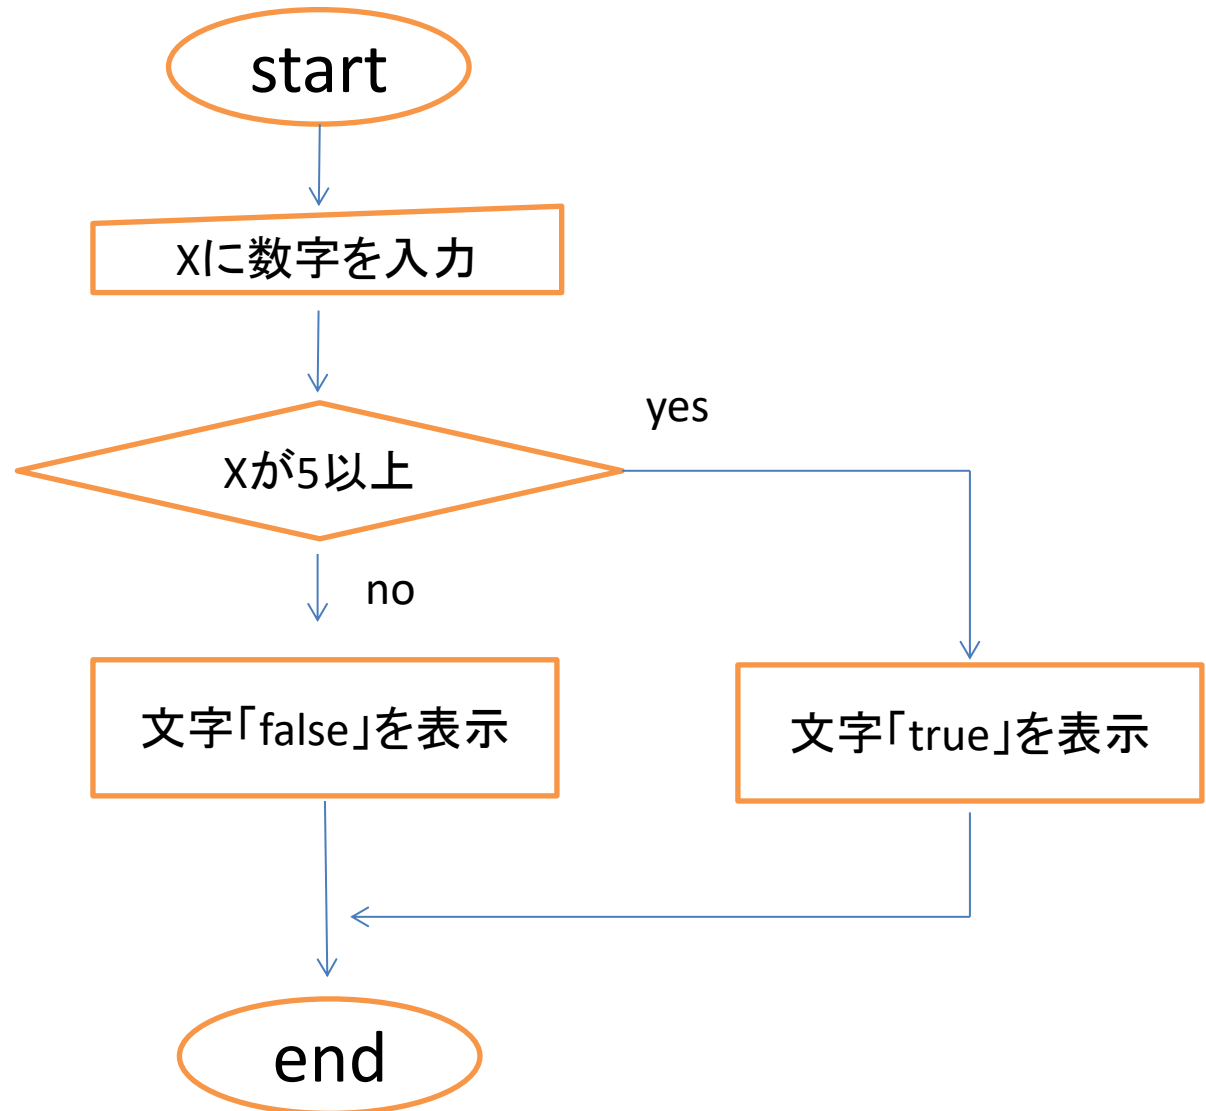 start
Xに数字を入力
yes
Xが5以上
no
文字「false」を表示
文字「true」を表示
end